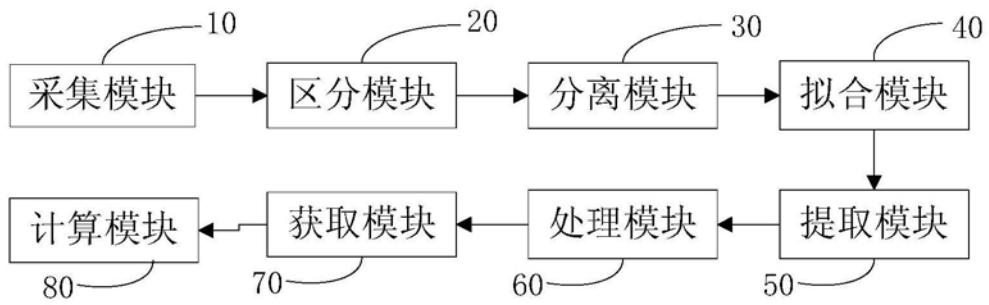 10 20 30 40
采集模块 区分模块 分离模块 拟合模块
计算模块 获取模块 处理模块 提取模块
80 70 60 50